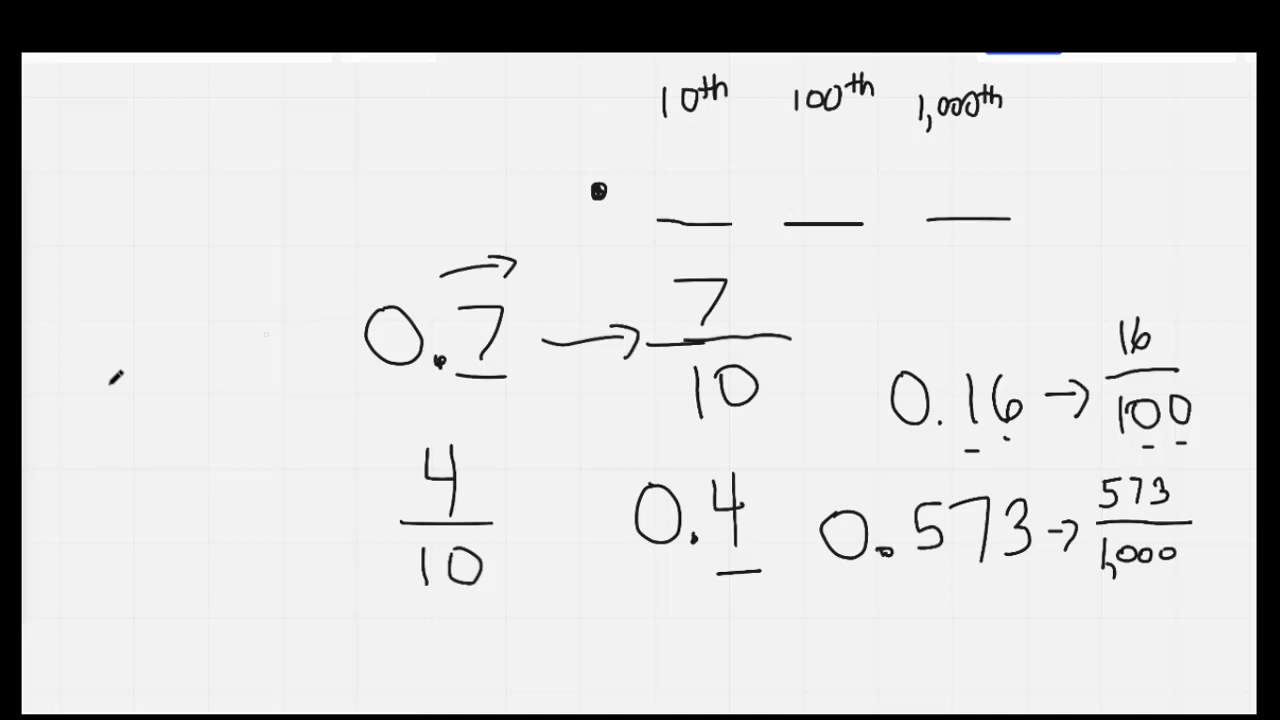 10th 100th 1,000th
.
0.7 → 7/10
0.16 → 16/100
4/10 0.4
0.573 → 573/1,000